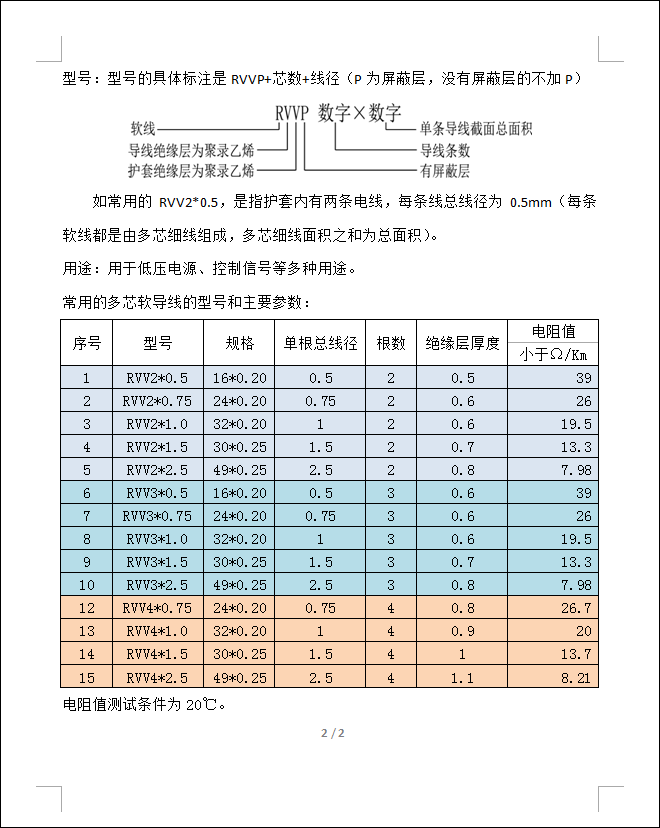 型号：型号的具体标注是 RVVP+芯数+线径（P 为屏蔽层，没有屏蔽层的不加 P）
RVVP 数字×数字
软线
单条导线截面总面积
导线绝缘层为聚录乙烯
导线条数
护套绝缘层为聚录乙烯
有屏蔽层
如常用的 RVV2*0.5，是指护套内有两条电线，每条线总线径为 0.5mm（每条
软线都是由多芯细线组成，多芯细线面积之和为总面积）。
用途：用于低压电源、控制信号等多种用途。
常用的多芯软导线的型号和主要参数：
序号 型号 规格 单根总线径 根数 绝缘层厚度 电阻值
小于Ω/Km
1 RVV2*0.5 16*0.20 0.5 2 0.5 39
2 RVV2*0.75 24*0.20 0.75 2 0.6 26
3 RVV2*1.0 32*0.20 1 2 0.6 19.5
4 RVV2*1.5 30*0.25 1.5 2 0.7 13.3
5 RVV2*2.5 49*0.25 2.5 2 0.8 7.98
6 RVV3*0.5 16*0.20 0.5 3 0.6 39
7 RVV3*0.75 24*0.20 0.75 3 0.6 26
8 RVV3*1.0 32*0.20 1 3 0.6 19.5
9 RVV3*1.5 30*0.25 1.5 3 0.7 13.3
10 RVV3*2.5 49*0.25 2.5 3 0.8 7.98
12 RVV4*0.75 24*0.20 0.75 4 0.8 26.7
13 RVV4*1.0 32*0.20 1 4 0.9 20
14 RVV4*1.5 30*0.25 1.5 4 1 13.7
15 RVV4*2.5 49*0.25 2.5 4 1.1 8.21
电阻值测试条件为 20℃。
2 / 2